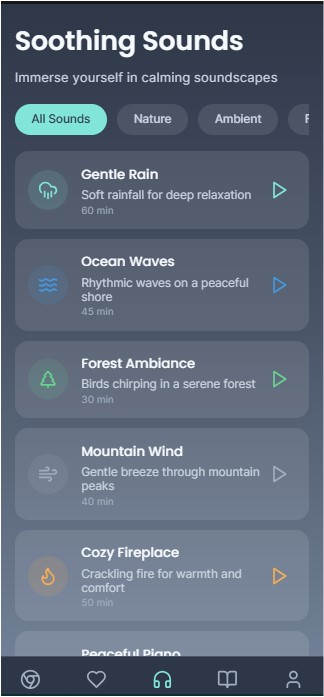 Soothing Sounds
Immerse yourself in calming soundscapes
All Sounds
Nature
Ambient
Gentle Rain
Soft rainfall for deep relaxation
60 min
Ocean Waves
Rhythmic waves on a peaceful
shore
45 min
Forest Ambiance
Birds chirping in a serene forest
30 min
Mountain Wind
Gentle breeze through mountain
peaks
40 min
Cozy Fireplace
Crackling fire for warmth and
comfort
50 min
Peaceful Piano